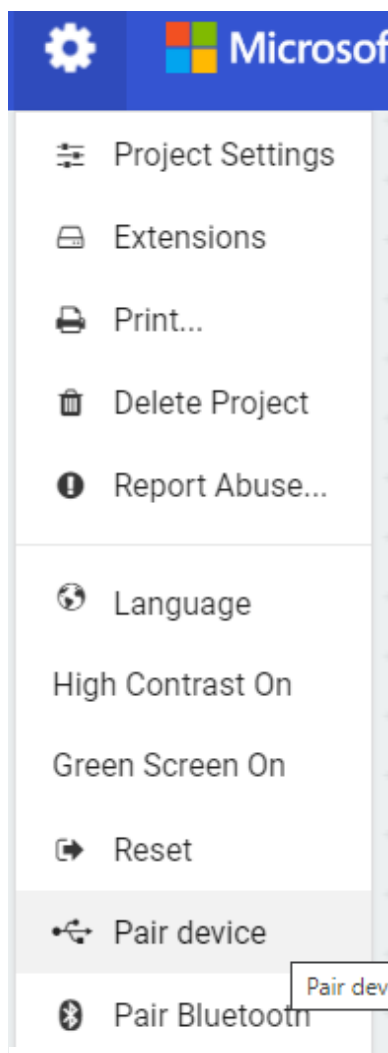 Microsof
Project Settings
Extensions
Print...
Delete Project
Report Abuse...
Language
High Contrast On
Green Screen On
Reset
Pair device
Pair dev
Pair Bluetooth